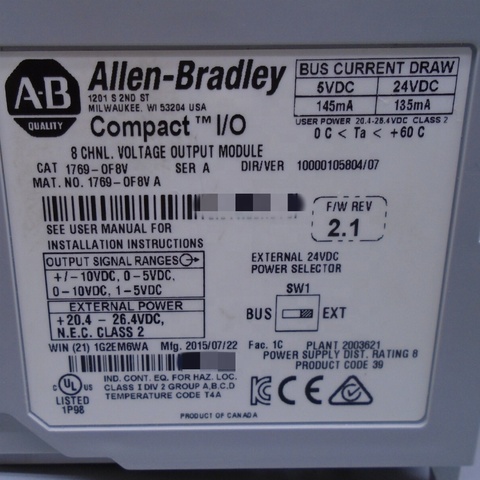 A·B
QUALITY
Allen-Bradley
1201 S 2ND ST
MILWAUKEE, WI 53204 USA
Compact ™ I/O
BUS CURRENT DRAW
5VDC 24VDC
145mA 135mA
USER POWER 20.4-26.4VDC CLASS 2
0 C < Ta < +60 C
8 CHNL. VOLTAGE OUTPUT MODULE
CAT 1769-OF8V SER A DIR/VER 10000105804/07
MAT. NO. 1769-OF8V A
SEE USER MANUAL FOR
INSTALLATION INSTRUCTIONS
F/W REV
2.1
OUTPUT SIGNAL RANGES
+/-10VDC, 0-5VDC,
0-10VDC, 1-5VDC
EXTERNAL 24VDC
POWER SELECTOR
SW1
BUS EXT
EXTERNAL POWER
+20.4 - 26.4VDC,
N.E.C. CLASS 2
WIN (21) 1G2EM6WA Mfg. 2015/07/22 Fac. 1C PLANT 2003621
POWER SUPPLY DIST. RATING 8
PRODUCT CODE 39
C UL US
LISTED
1P98
IND. CONT. EQ. FOR HAZ. LOC.
CLASS I DIV 2 GROUP A,B,C,D
TEMPERATURE CODE T4A
CE
PRODUCT OF CANADA